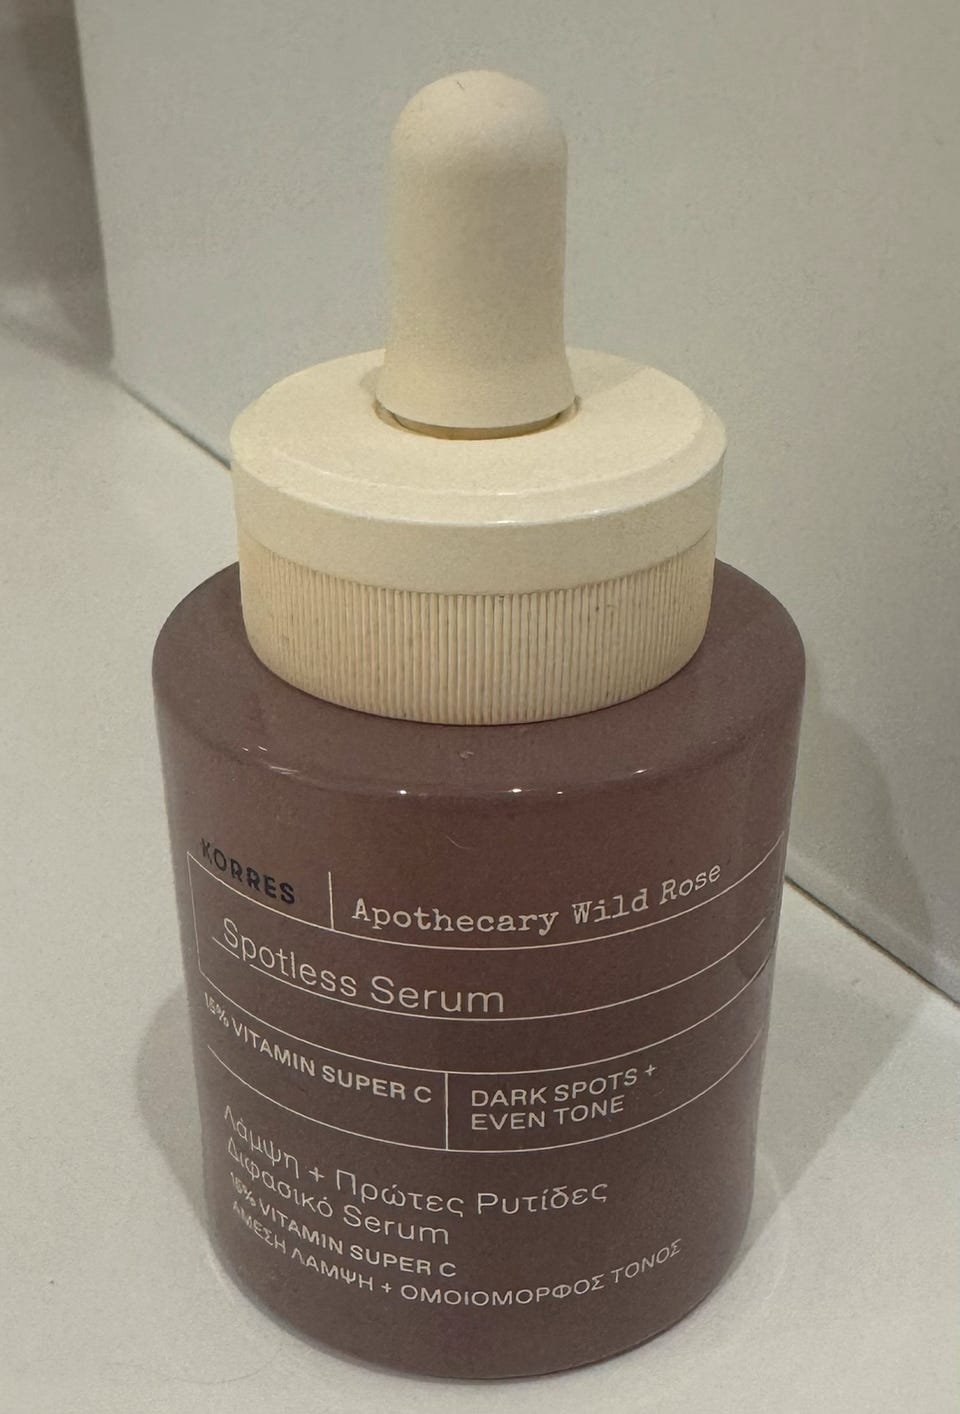 KORRES
Apothecary Wild Rose
Spotless Serum
15% VITAMIN SUPER C
DARK SPOTS +
EVEN TONE
Λάμψη + Πρώτες Ρυτίδες
Διφασικό Serum
15% VITAMIN SUPER C
ΑΜΕΣΗ ΛΑΜΨΗ + ΟΜΟΙΟΜΟΡΦΟΣ ΤΟΝΟΣ